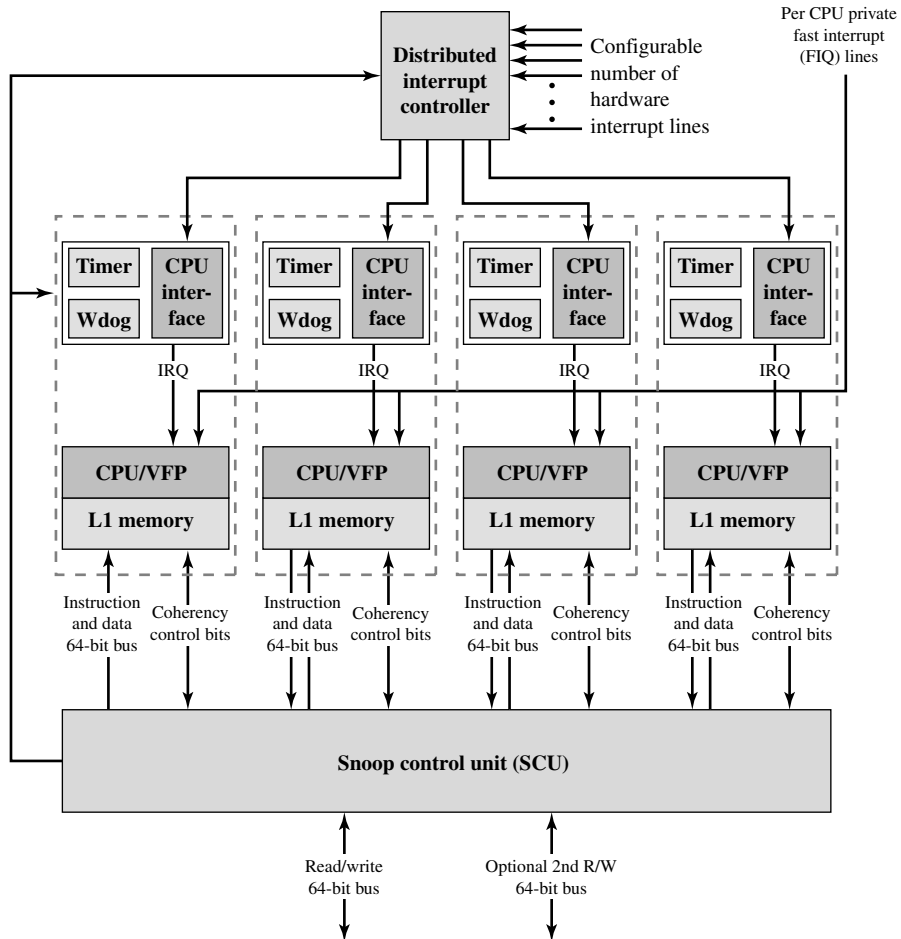 Distributed
interrupt
controller
Configurable
number of
hardware
interrupt lines
Per CPU private
fast interrupt
(FIQ) lines
Timer
Wdog
CPU
inter-
face
Timer
Wdog
CPU
inter-
face
Timer
Wdog
CPU
inter-
face
Timer
Wdog
CPU
inter-
face
IRQ
IRQ
IRQ
IRQ
CPU/VFP
L1 memory
CPU/VFP
L1 memory
CPU/VFP
L1 memory
CPU/VFP
L1 memory
Instruction
and data
64-bit bus
Coherency
control bits
Instruction
and data
64-bit bus
Coherency
control bits
Instruction
and data
64-bit bus
Coherency
control bits
Instruction
and data
64-bit bus
Coherency
control bits
Snoop control unit (SCU)
Read/write
64-bit bus
Optional 2nd R/W
64-bit bus